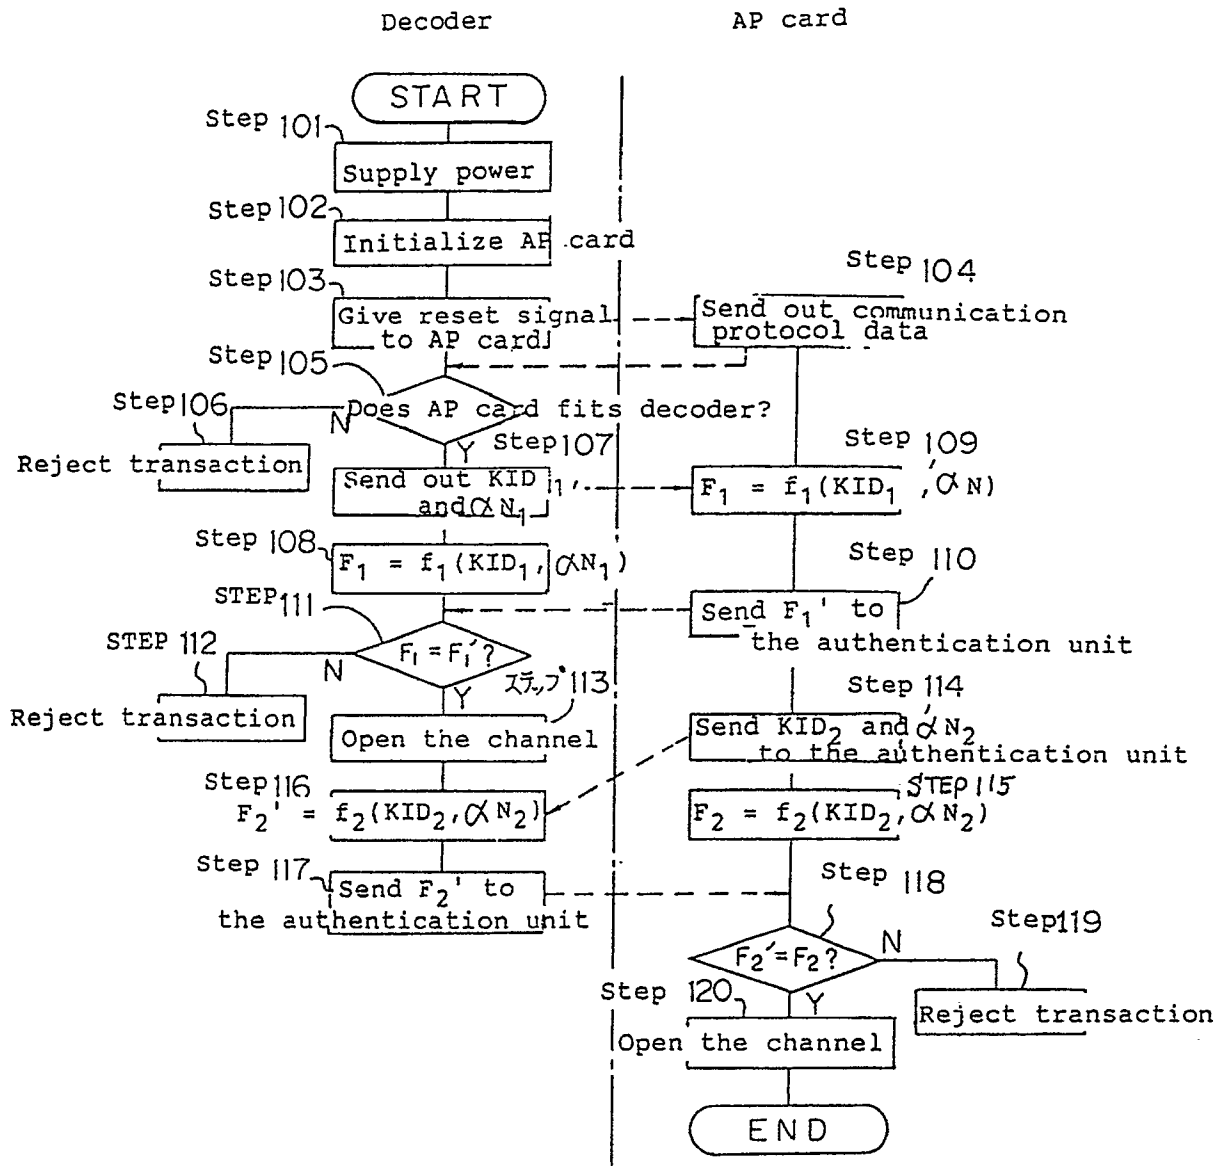 Decoder
AP card
START
Step 101
Supply power
Step 102
Initialize AP card
Step 103
Give reset signal
to AP card
Step 104
Send out communication
protocol data
Step 105
Does AP card fits decoder?
N
Y
Step 106
Reject transaction
Step 107
Send out KID₁,
and αN₁
Step 109
F₁ = f₁(KID₁, αN)
Step 108
F₁ = f₁(KID₁, αN₁)
Step 110
Send F₁' to
the authentication unit
STEP 111
F₁=F₁'?
N
Y
STEP 112
Reject transaction
ステップ 113
Open the channel
Step 114
Send KID₂ and αN₂
to the authentication unit
STEP 115
F₂ = f₂(KID₂, αN₂)
Step 116
F₂' = f₂(KID₂, αN₂)
Step 117
Send F₂' to
the authentication unit
Step 118
F₂'=F₂?
N
Y
Step 119
Reject transaction
Step 120
Open the channel
END